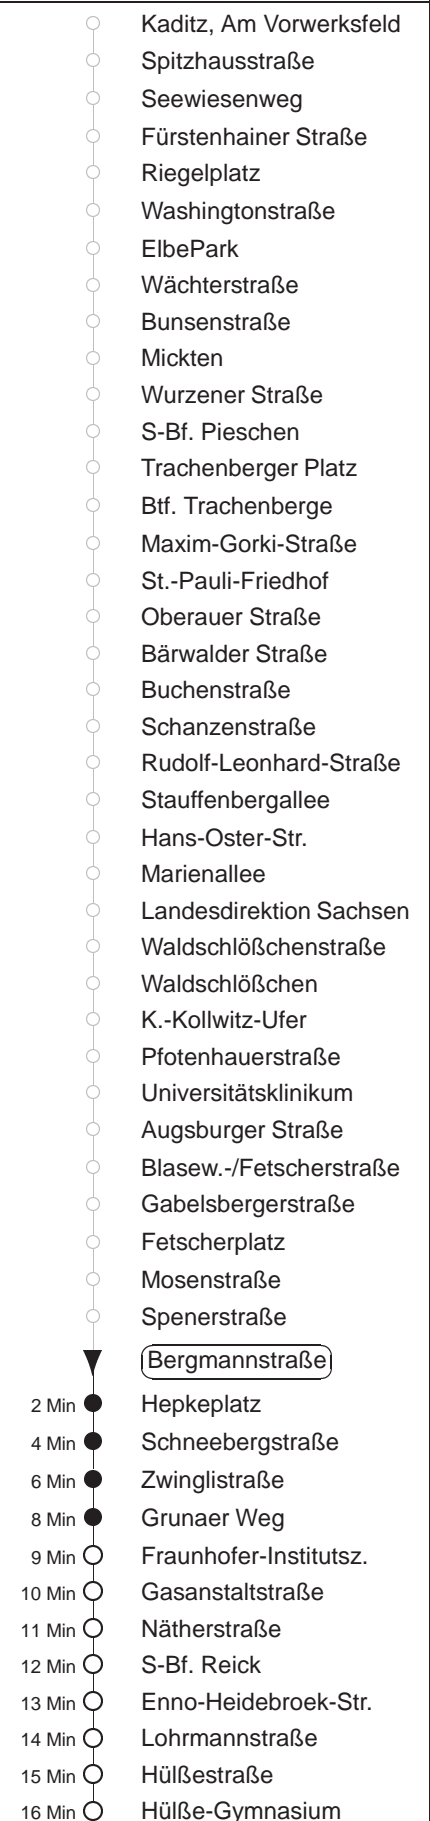 Kaditz, Am Vorwerksfeld
Spitzhausstraße
Seewiesenweg
Fürstenhainer Straße
Riegelplatz
Washingtonstraße
ElbePark
Wächterstraße
Bunsenstraße
Mickten
Wurzener Straße
S-Bf. Pieschen
Trachenberger Platz
Btf. Trachenberge
Maxim-Gorki-Straße
St.-Pauli-Friedhof
Oberauer Straße
Bärwalder Straße
Buchenstraße
Schanzenstraße
Rudolf-Leonhard-Straße
Stauffenbergallee
Hans-Oster-Str.
Marienallee
Landesdirektion Sachsen
Waldschlößchenstraße
Waldschlößchen
K.-Kollwitz-Ufer
Pfotenhauerstraße
Universitätsklinikum
Augsburger Straße
Blasew.-/Fetscherstraße
Gabelsbergerstraße
Fetscherplatz
Mosenstraße
Spenerstraße
Bergmannstraße
2 Min Hepkeplatz
4 Min Schneebergstraße
6 Min Zwinglistraße
8 Min Grunaer Weg
9 Min Fraunhofer-Institutsz.
10 Min Gasanstaltstraße
11 Min Nätherstraße
12 Min S-Bf. Reick
13 Min Enno-Heidebroek-Str.
14 Min Lohrmannstraße
15 Min Hülßestraße
16 Min Hülße-Gymnasium